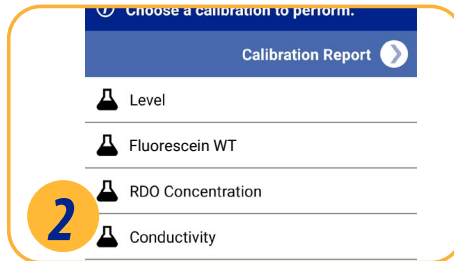 Choose a calibration to perform.
Calibration Report
Level
Fluorescein WT
RDO Concentration
2
Conductivity